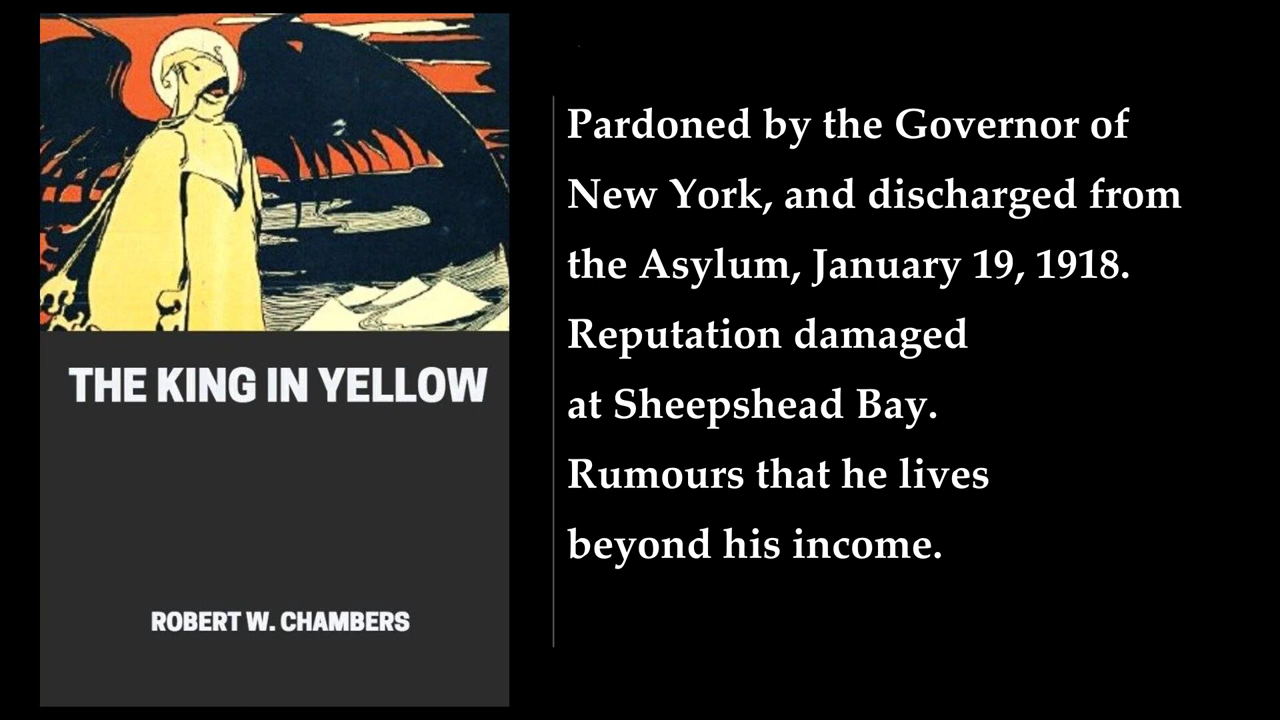 THE KING IN YELLOW
ROBERT W. CHAMBERS
Pardoned by the Governor of
New York, and discharged from
the Asylum, January 19, 1918.
Reputation damaged
at Sheepshead Bay.
Rumours that he lives
beyond his income.